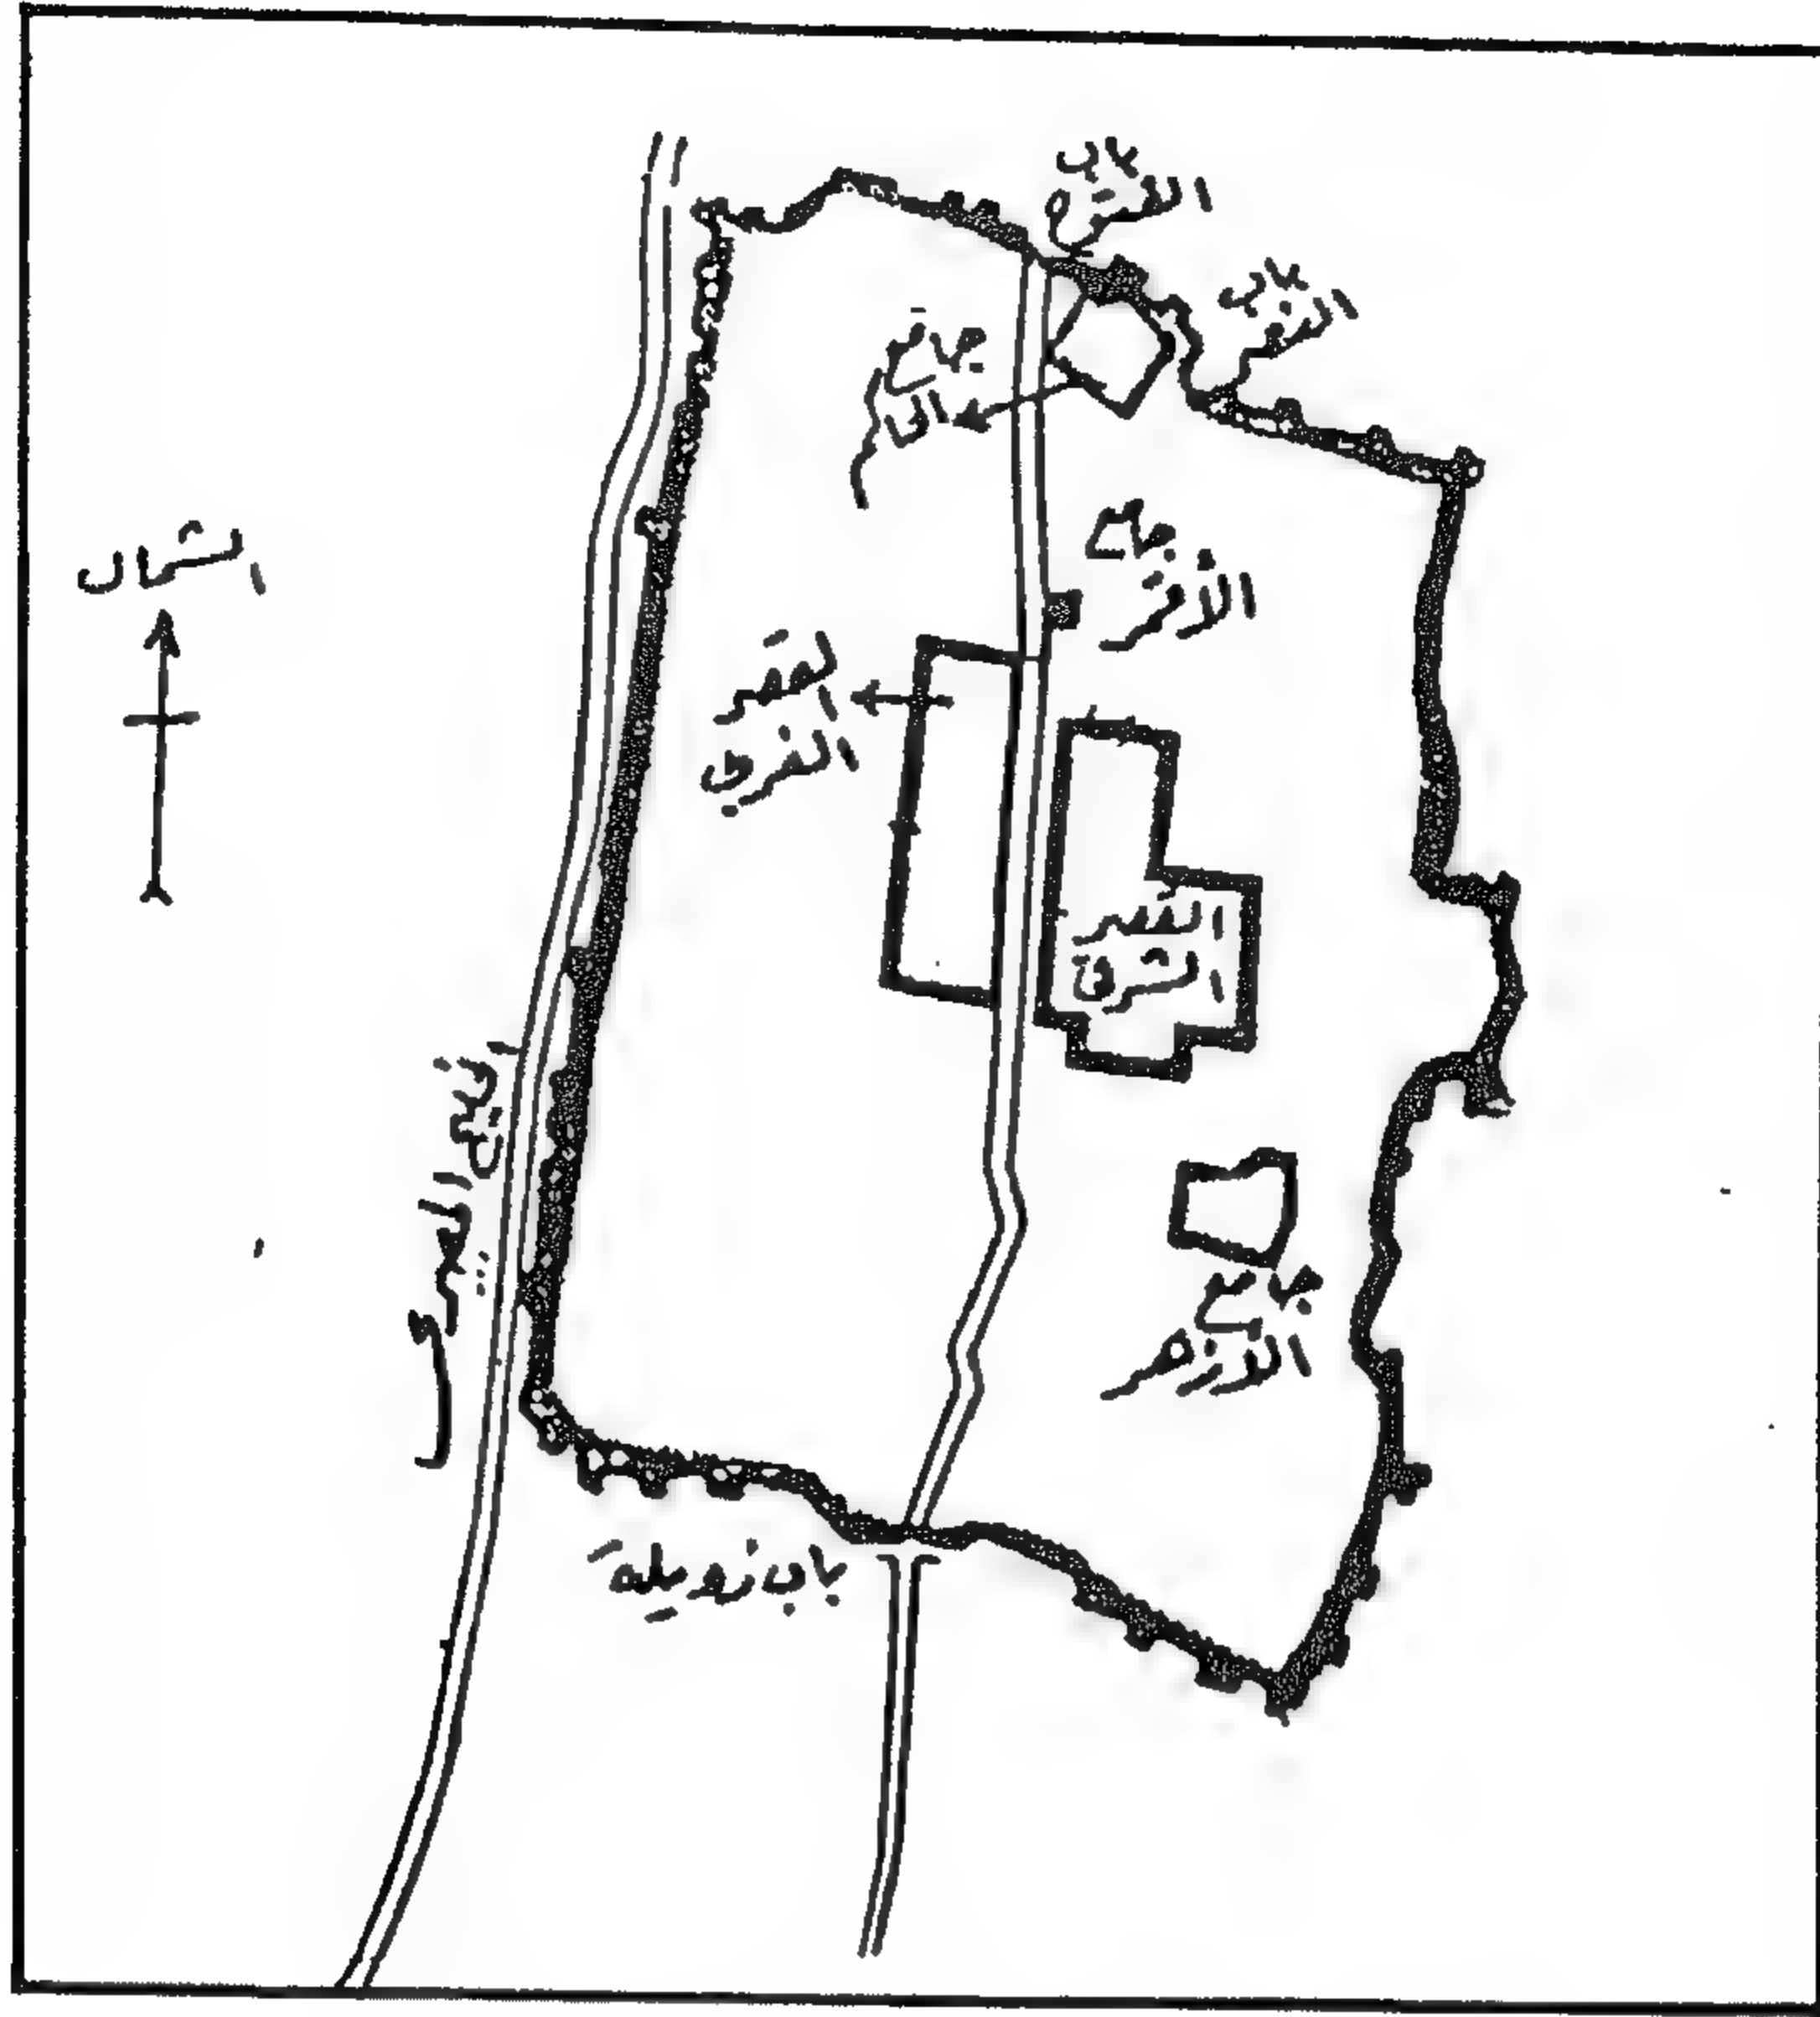 باب
الفتوح
باب
النصر
جامع
الحاكم
الشمال
جامع
الأقمر
القصر
الغربي
القصر
الشرقي
الخليج المصري
جامع
الأزهر
باب زويلة